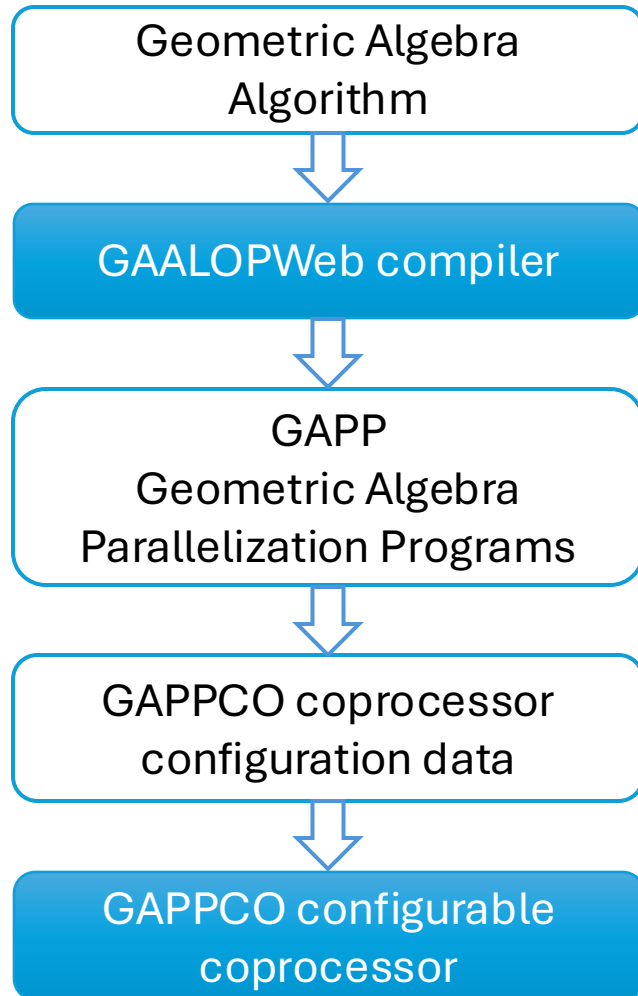 Geometric Algebra
Algorithm
GAALOPWeb compiler
GAPP
Geometric Algebra
Parallelization Programs
GAPPCO coprocessor
configuration data
GAPPCO configurable
coprocessor